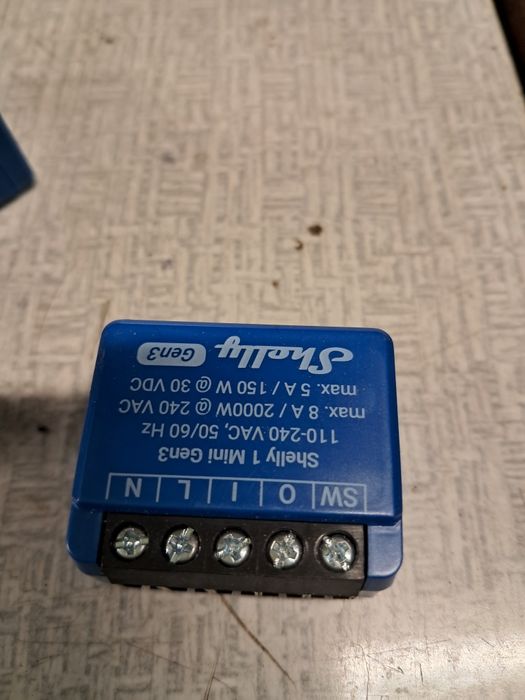 SW O I L N
Shelly 1 Mini Gen3
110-240 VAC, 50/60 Hz
max. 8 A / 2000W @ 240 VAC
max. 5 A / 150 W @ 30 VDC
Shelly Gen3